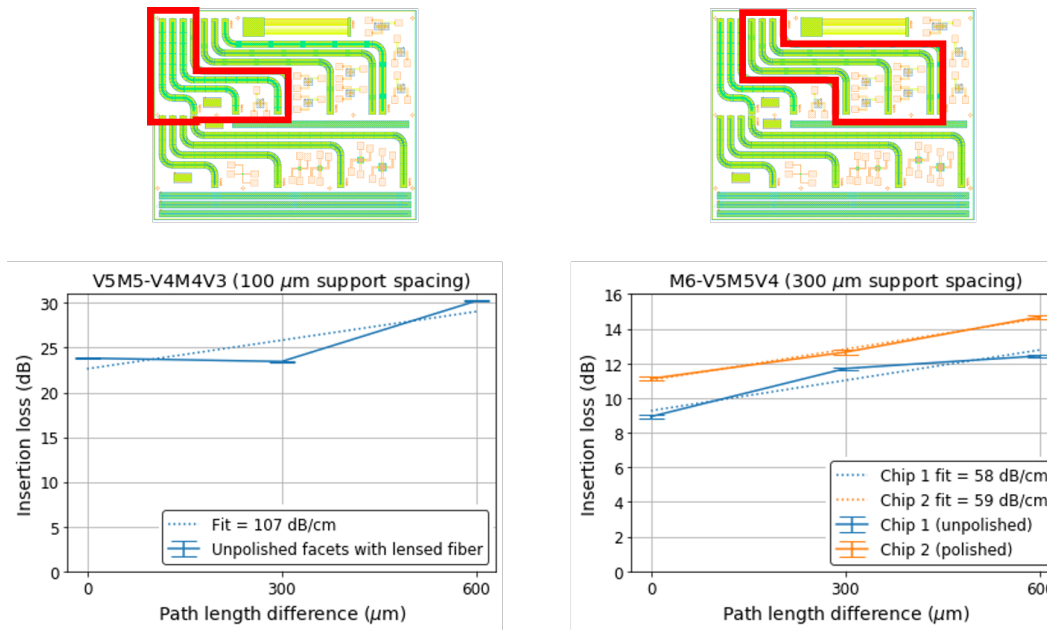 V5M5-V4M4V3 (100 μm support spacing)
30
25
20
15
10
5
0
Insertion loss (dB)
Fit = 107 dB/cm
Unpolished facets with lensed fiber
0 300 600
Path length difference (μm)
M6-V5M5V4 (300 μm support spacing)
16
14
12
10
8
6
4
2
0
Insertion loss (dB)
Chip 1 fit = 58 dB/cm
Chip 2 fit = 59 dB/cm
Chip 1 (unpolished)
Chip 2 (polished)
0 300 600
Path length difference (μm)